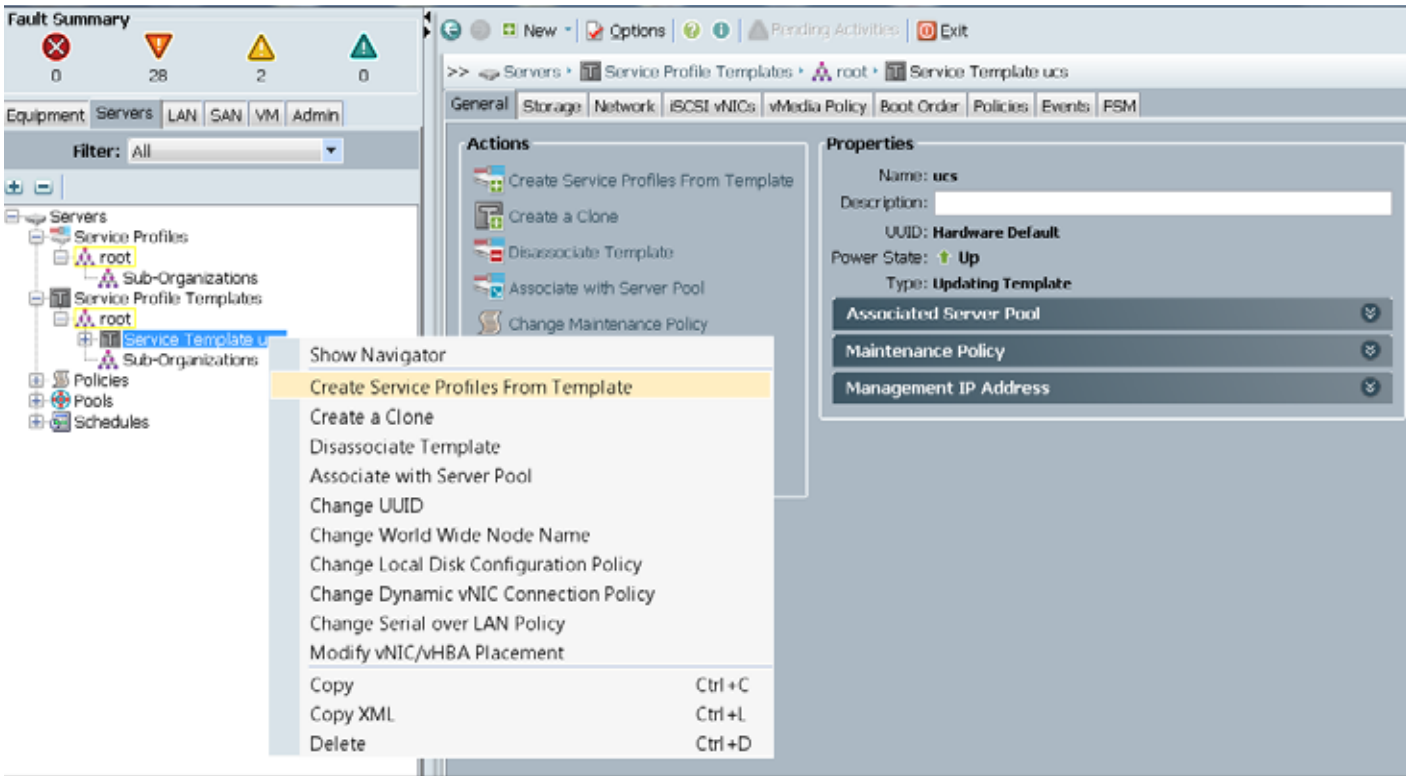 Fault Summary
0 28 2 0
Equipment Servers LAN SAN VM Admin
Filter: All
Servers
Service Profiles
root
Sub-Organizations
Service Profile Templates
root
Service Template u
Sub-Organizations
Policies
Pools
Schedules
New Options Pending Activities Exit
>> Servers Service Profile Templates root Service Template ucs
General Storage Network iSCSI vNICs vMedia Policy Boot Order Policies Events FSM
Actions
Create Service Profiles From Template
Create a Clone
Disassociate Template
Associate with Server Pool
Change Maintenance Policy
Properties
Name: ucs
Description:
UUID: Hardware Default
Power State: Up
Type: Updating Template
Associated Server Pool
Maintenance Policy
Management IP Address
Show Navigator
Create Service Profiles From Template
Create a Clone
Disassociate Template
Associate with Server Pool
Change UUID
Change World Wide Node Name
Change Local Disk Configuration Policy
Change Dynamic vNIC Connection Policy
Change Serial over LAN Policy
Modify vNIC/vHBA Placement
Copy Ctrl+C
Copy XML Ctrl+L
Delete Ctrl+D